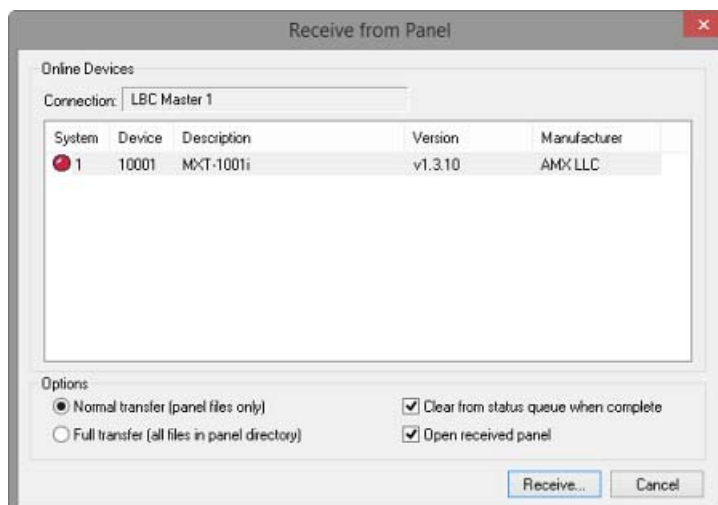 Receive from Panel
Online Devices
Connection: LBC Master 1
System Device Description Version Manufacturer
1 10001 MXT-1001i v1.3.10 AMX LLC
Options
Normal transfer (panel files only) Clear from status queue when complete
Full transfer (all files in panel directory) Open received panel
Receive... Cancel